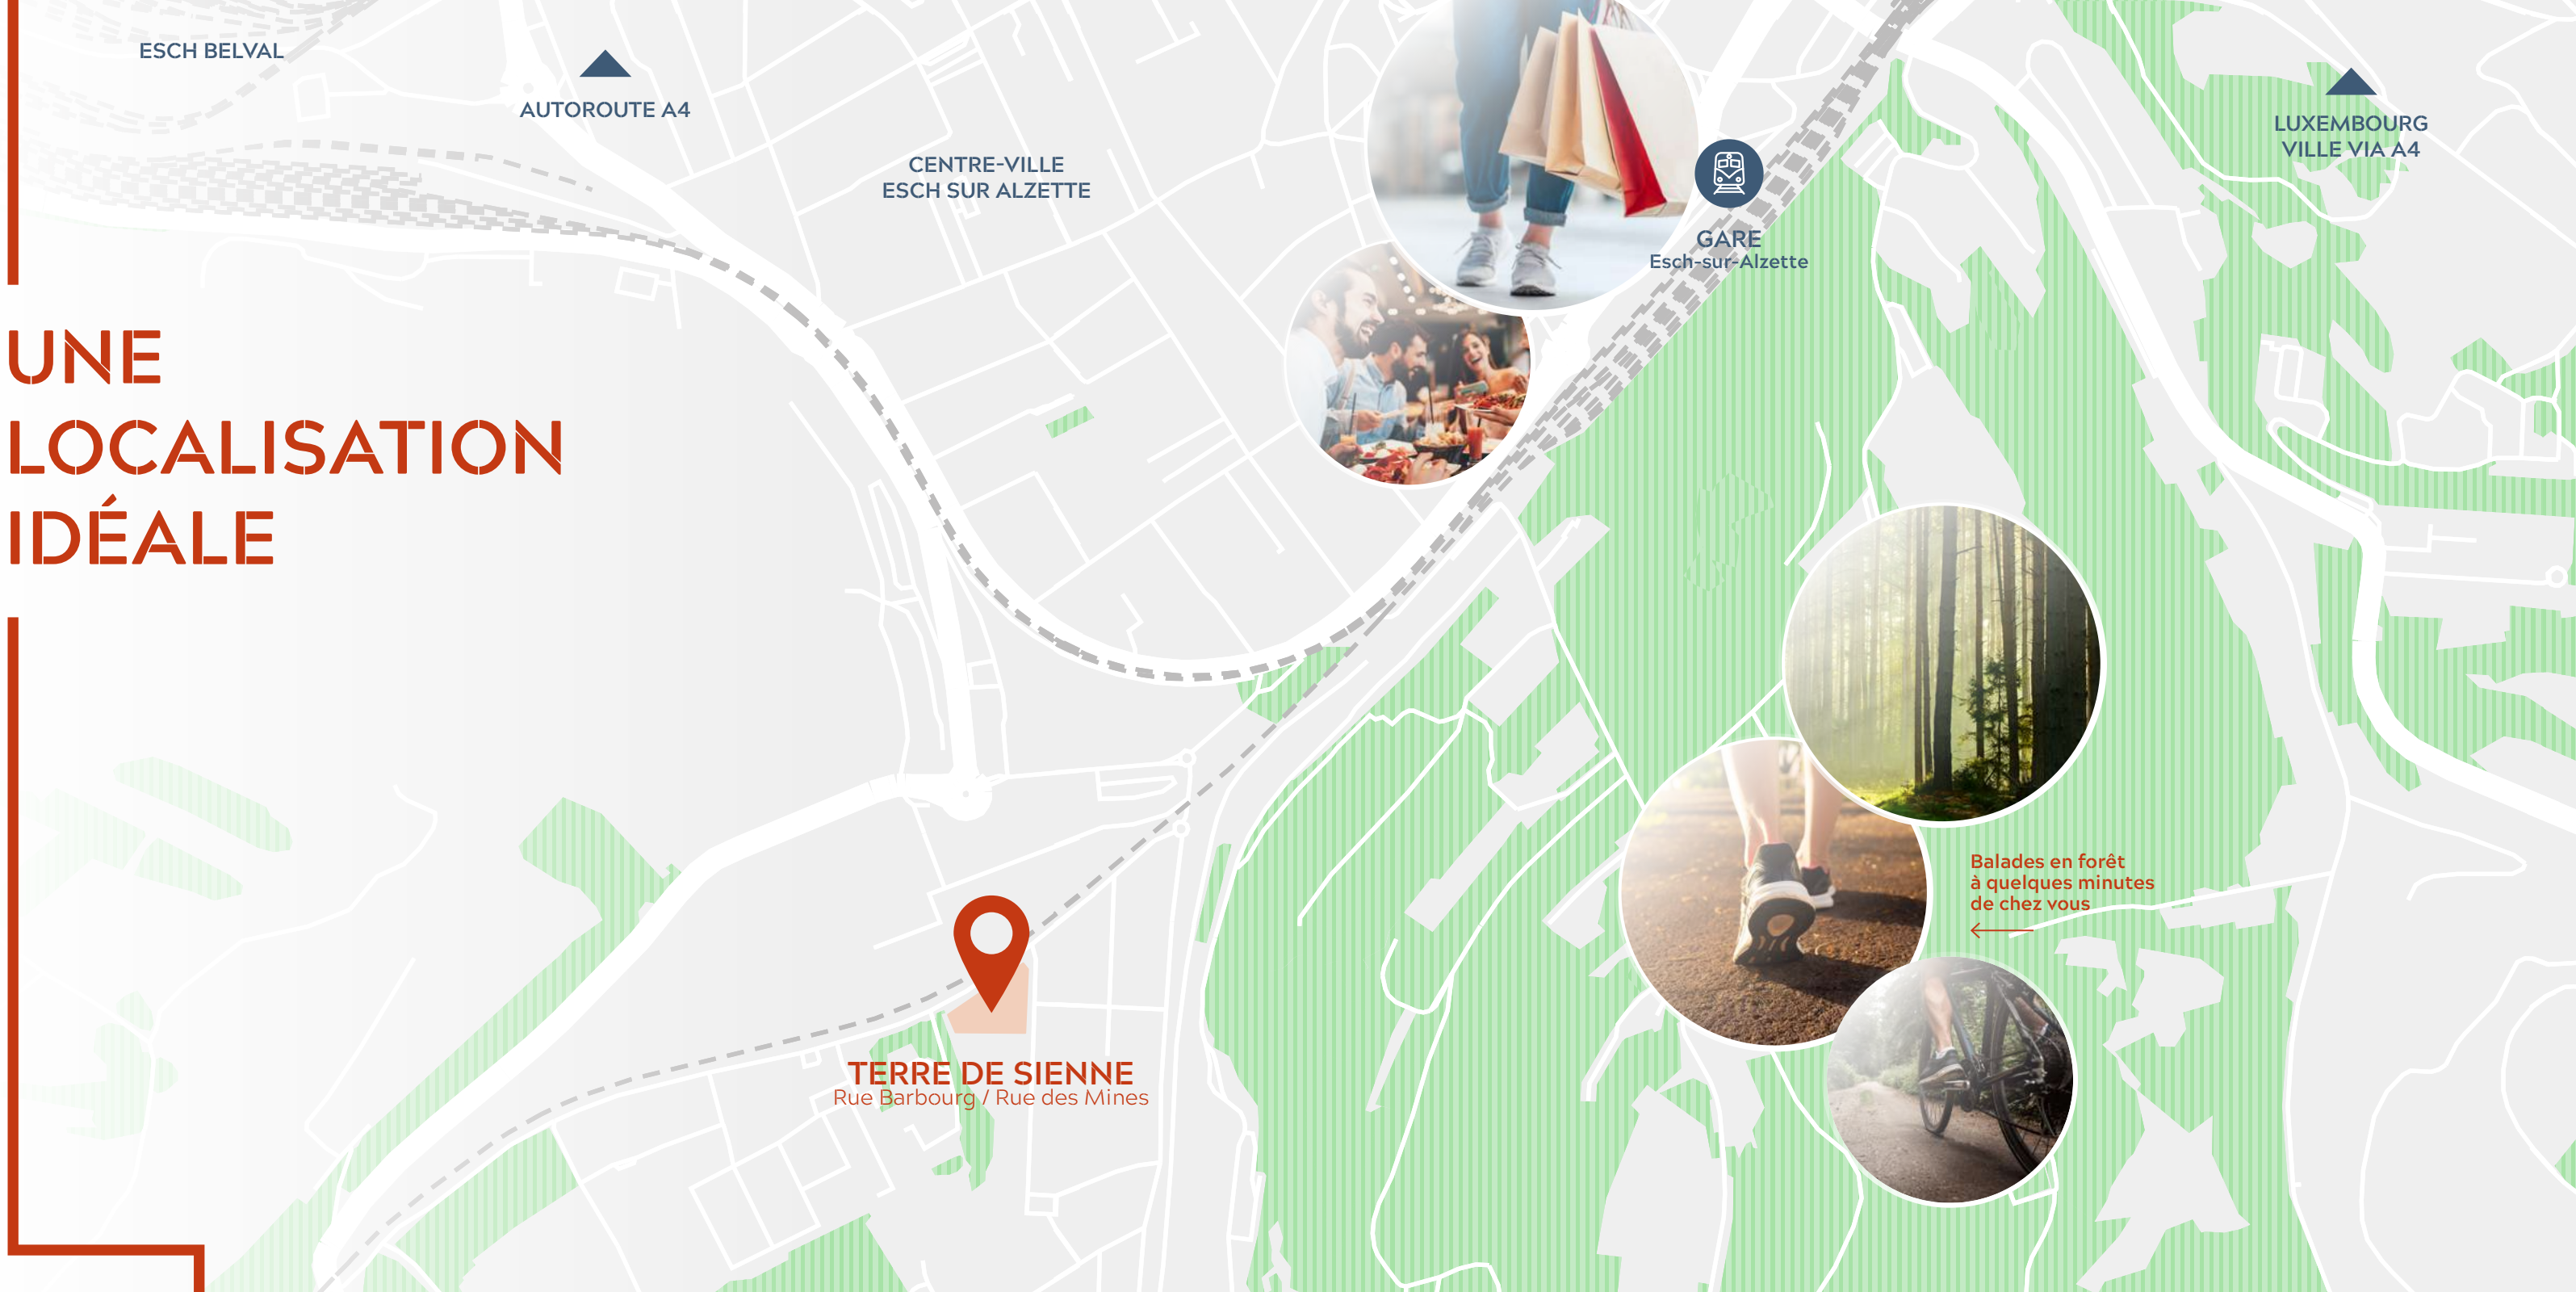 ESCH BELVAL
AUTOROUTE A4
CENTRE-VILLE
ESCH SUR ALZETTE
GARE
Esch-sur-Alzette
LUXEMBOURG
VILLE VIA A4
UNE
LOCALISATION
IDÉALE
Balades en forêt
à quelques minutes
de chez vous
TERRE DE SIENNE
Rue Barbourg / Rue des Mines